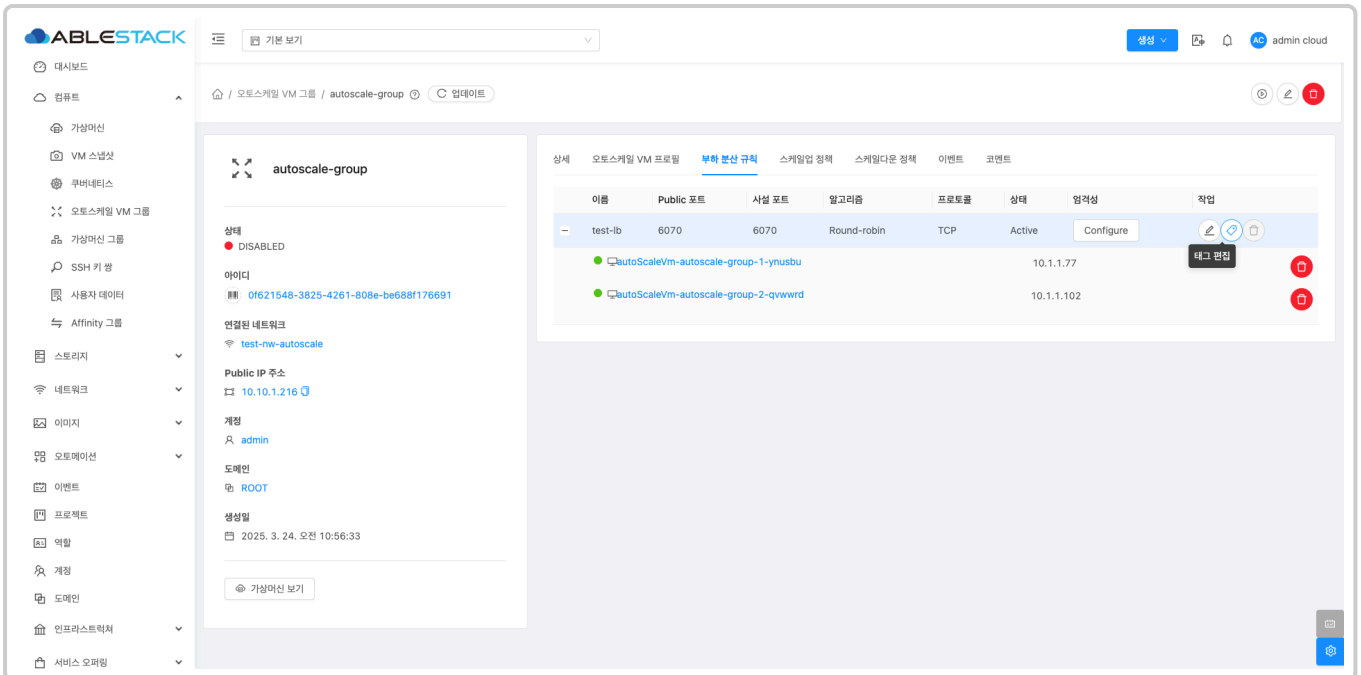 ABLESTACK
기본 보기
생성
AC admin cloud
대시보드
컴퓨트
가상머신
VM 스냅샷
쿠버네티스
오토스케일 VM 그룹
가상머신 그룹
SSH 키 쌍
사용자 데이터
Affinity 그룹
스토리지
네트워크
이미지
오토메이션
이벤트
프로젝트
역할
계정
도메인
인프라스트럭쳐
서비스 오퍼링
/ 오토스케일 VM 그룹 / autoscale-group 업데이트
autoscale-group
상태
DISABLED
아이디
0f621548-3825-4261-808e-be688f176691
연결된 네트워크
test-nw-autoscale
Public IP 주소
10.10.1.216
계정
admin
도메인
ROOT
생성일
2025. 3. 24. 오전 10:56:33
가상머신 보기
상세 오토스케일 VM 프로필 부하 분산 규칙 스케일업 정책 스케일다운 정책 이벤트 코멘트
이름 Public 포트 사설 포트 알고리즘 프로토콜 상태 엄격성 작업
test-lb 6070 6070 Round-robin TCP Active Configure
태그 편집
autoScaleVm-autoscale-group-1-ynusbu 10.1.1.77
autoScaleVm-autoscale-group-2-qvwwrd 10.1.1.102